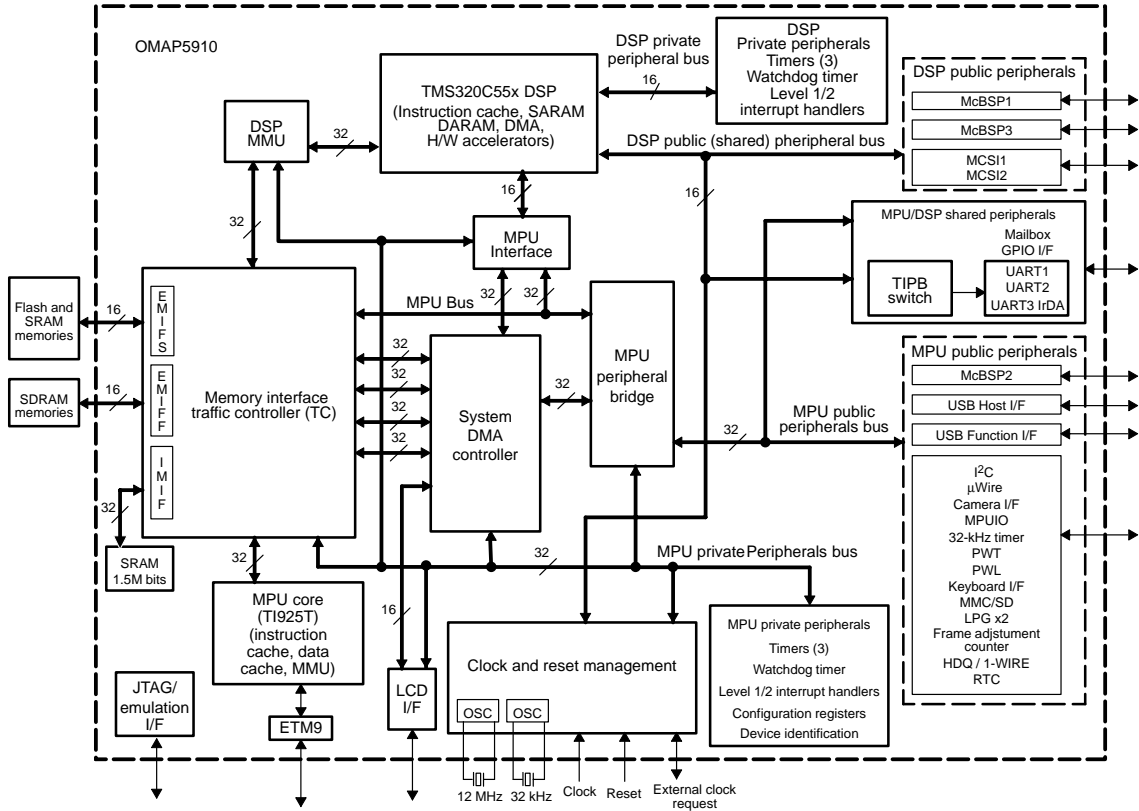 OMAP5910
DSP
MMU
32
32
TMS320C55x DSP
(Instruction cache, SARAM
DARAM, DMA,
H/W accelerators)
16
DSP private
peripheral bus
16
DSP
Private peripherals
Timers (3)
Watchdog timer
Level 1/2
interrupt handlers
DSP public (shared) pheripheral bus
16
DSP public peripherals
McBSP1
McBSP3
MCSI1
MCSI2
MPU
Interface
32
32
MPU Bus
MPU/DSP shared peripherals
Mailbox
GPIO I/F
TIPB
switch
UART1
UART2
UART3 IrDA
Flash and
SRAM
memories
16
SDRAM
memories
16
EMIFS
EMIFF
IMIF
Memory interface
traffic controller (TC)
32
32
32
32
System
DMA
controller
32
MPU
peripheral
bridge
32
MPU public
peripherals bus
MPU public peripherals
McBSP2
USB Host I/F
USB Function I/F
I2C
μWire
Camera I/F
MPUIO
32-kHz timer
PWT
PWL
Keyboard I/F
MMC/SD
LPG x2
Frame adjstument
counter
HDQ / 1-WIRE
RTC
32
SRAM
1.5M bits
32
MPU core
(TI925T)
(instruction
cache, data
cache, MMU)
16
32
MPU private Peripherals bus
JTAG/
emulation
I/F
ETM9
LCD
I/F
Clock and reset management
OSC
OSC
12 MHz
32 kHz
Clock
Reset
External clock
request
MPU private peripherals
Timers (3)
Watchdog timer
Level 1/2 interrupt handlers
Configuration registers
Device identification